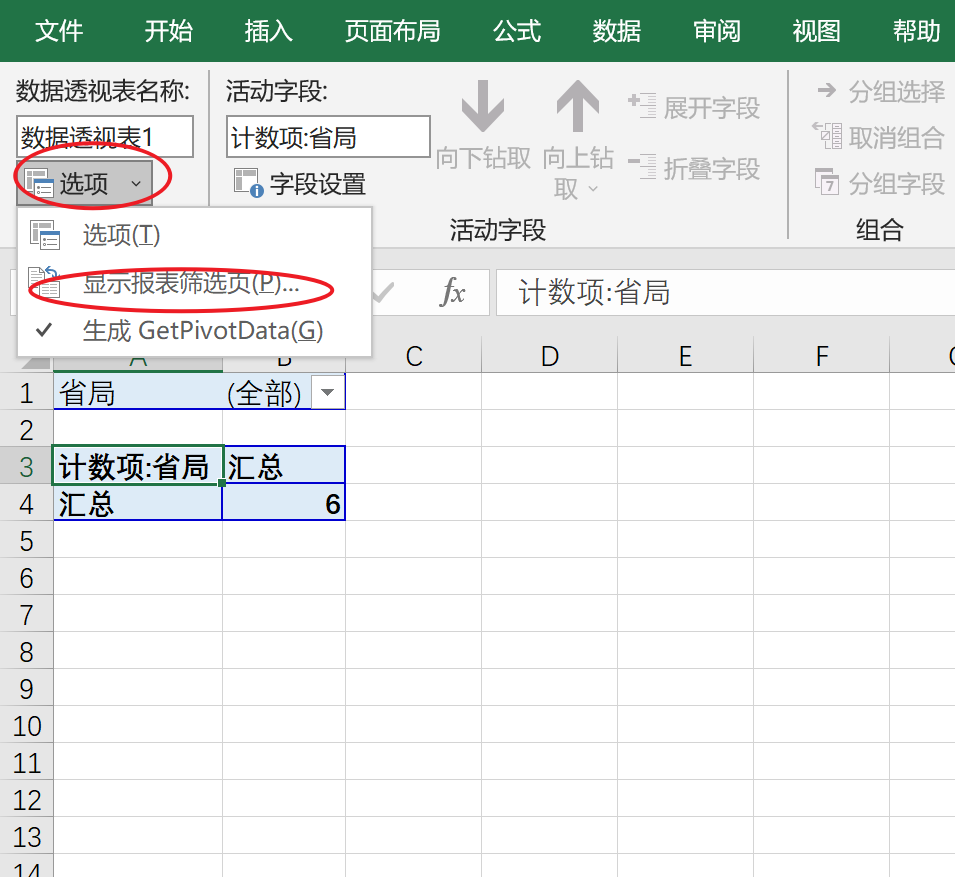 文件 开始 插入 页面布局 公式 数据 审阅 视图 帮助
数据透视表名称: 活动字段:
数据透视表1 计数项:省局
选项 字段设置
向下钻取 向上钻
取
展开字段
折叠字段
活动字段
分组选择
取消组合
7 分组字段
组合
选项(T)
显示报表筛选页(P)...
生成 GetPivotData(G)
fx 计数项:省局
A B C D E F
1 省局 (全部)
2
3 计数项:省局 汇总
4 汇总 6
5
6
7
8
9
10
11
12
13
14